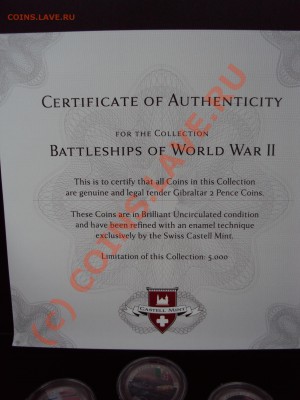 COINS.LAVE.RU
CERTIFICATE OF AUTHENTICITY
FOR THE COLLECTION
BATTLESHIPS OF WORLD WAR II
This is to certify that all Coins in this Collection
are genuine and legal tender Gibraltar 2 Pence Coins.
These Coins are in Brilliant Uncirculated condition
and have been refined with an enamel technique
exclusively by the Swiss Castell Mint.
Limitation of this Collection: 5.000
CASTELL MINT
(c) coins.lave.ru
COINS.LAVE.RU